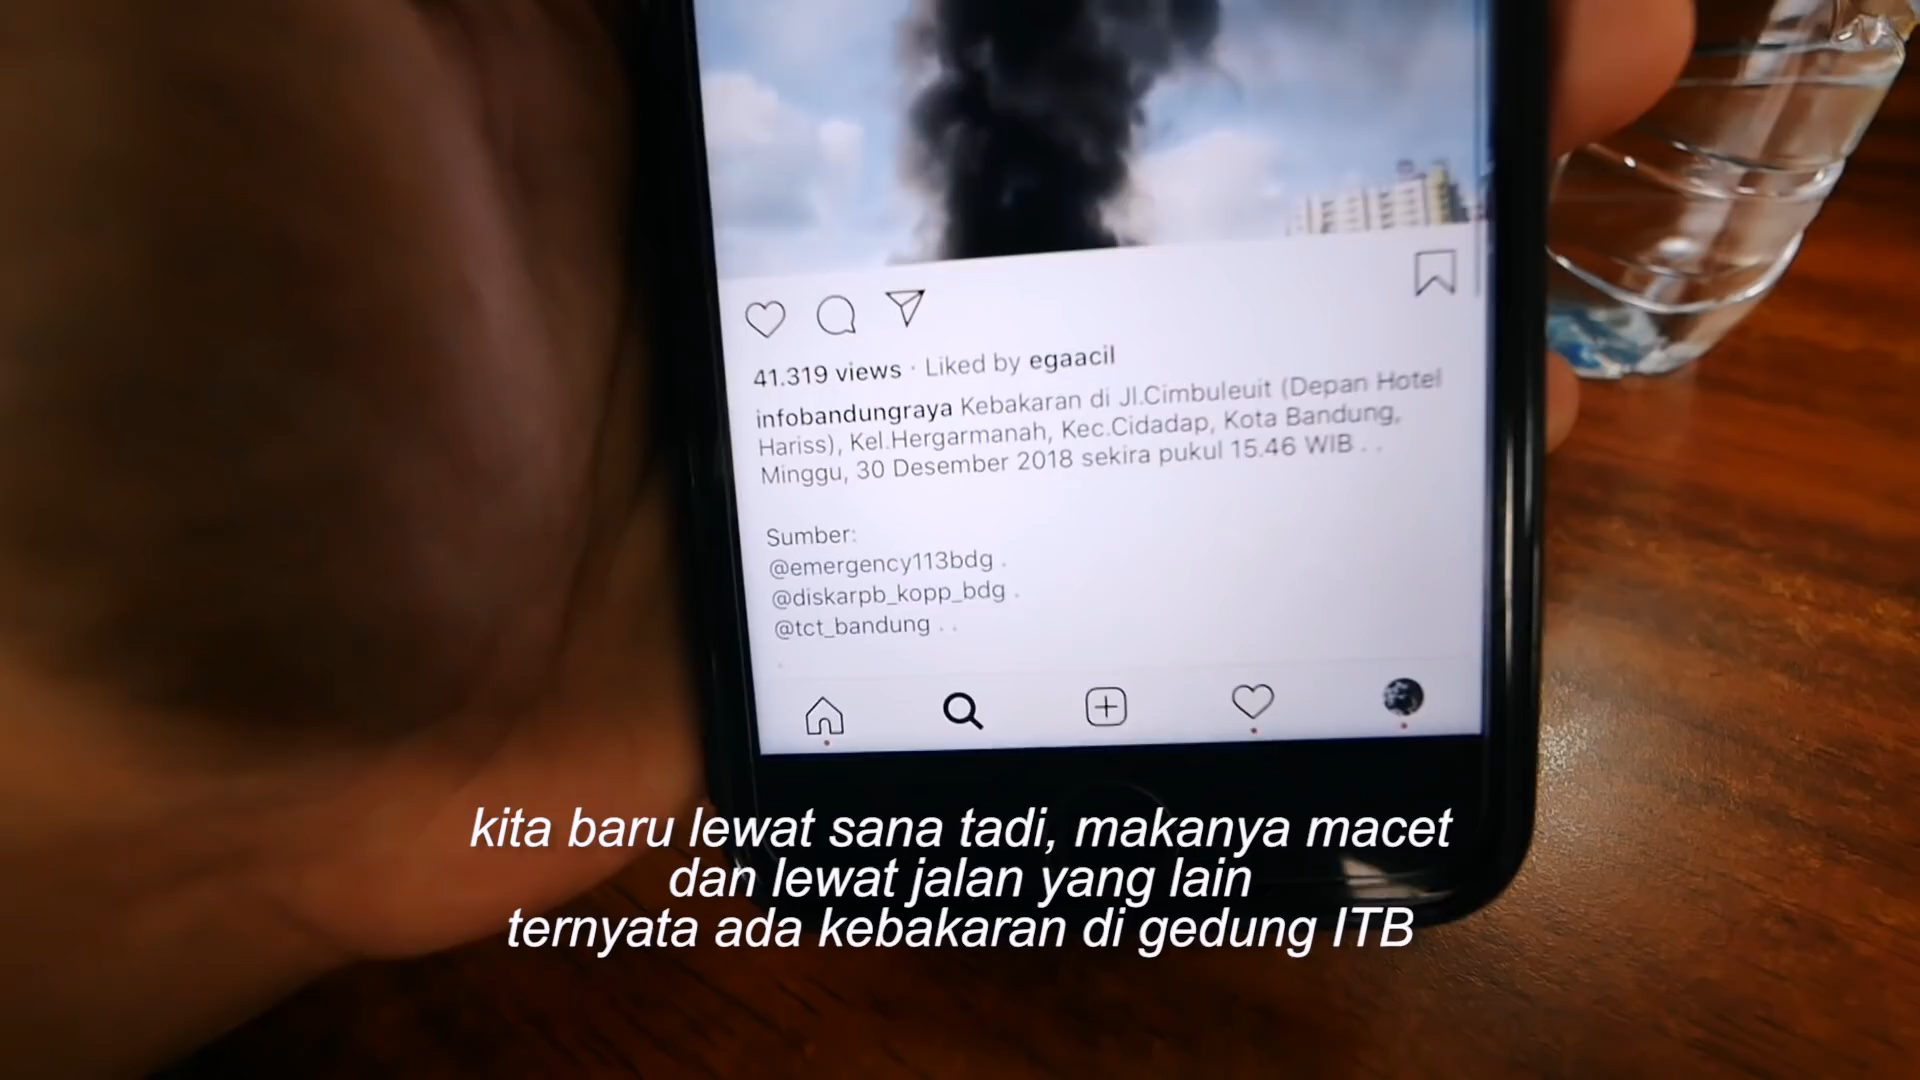 41.319 views · Liked by egaacil
infobandungraya Kebakaran di Jl.Cimbuleuit (Depan Hotel
Hariss), Kel.Hergarmanah, Kec.Cidadap, Kota Bandung,
Minggu, 30 Desember 2018 sekira pukul 15.46 WIB . .
Sumber:
@emergency113bdg .
@diskarpb_kopp_bdg .
@tct_bandung . .
.
kita baru lewat sana tadi, makanya macet
dan lewat jalan yang lain
ternyata ada kebakaran di gedung ITB